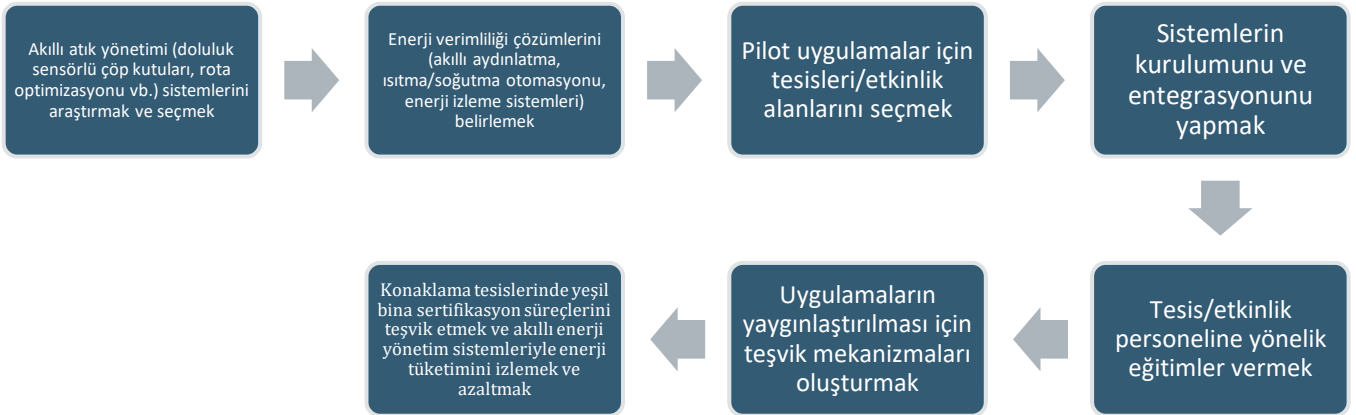 Akıllı atık yönetimi (doluluk
sensörlü çöp kutuları, rota
optimizasyonu vb.) sistemlerini
araştırmak ve seçmek
Enerji verimliliği çözümlerini
(akıllı aydınlatma,
ısıtma/soğutma otomasyonu,
enerji izleme sistemleri)
belirlemek
Pilot uygulamalar için
tesisleri/etkinlik
alanlarını seçmek
Sistemlerin
kurulumunu ve
entegrasyonunu
yapmak
Tesis/etkinlik
personeline yönelik
eğitimler vermek
Uygulamaların
yaygınlaştırılması için
teşvik mekanizmaları
oluşturmak
Konaklama tesislerinde yeşil
bina sertifikasyon süreçlerini
teşvik etmek ve akıllı enerji
yönetim sistemleriyle enerji
tüketimini izlemek ve
azaltmak